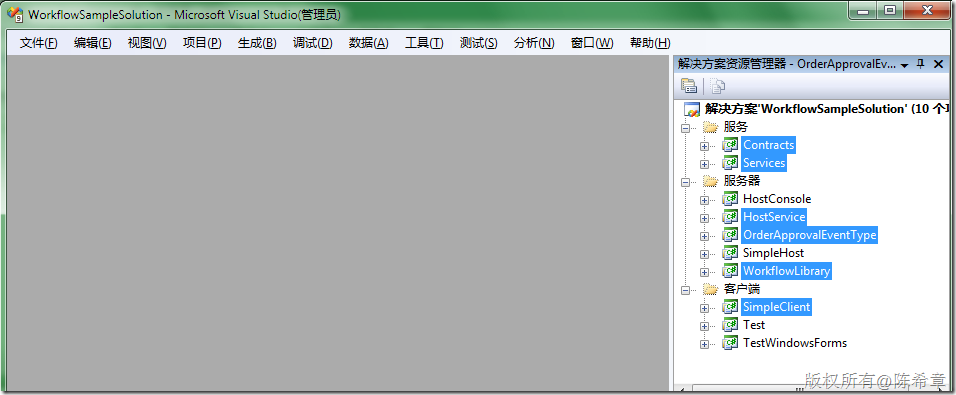 WorkflowSampleSolution - Microsoft Visual Studio(管理员)
文件(F) 编辑(E) 视图(V) 项目(P) 生成(B) 调试(D) 数据(A) 工具(T) 测试(S) 分析(N) 窗口(W) 帮助(H)
解决方案资源管理器 - OrderApprovalEv...
解决方案'WorkflowSampleSolution' (10 个
服务
Contracts
Services
服务器
HostConsole
HostService
OrderApprovalEventType
SimpleHost
WorkflowLibrary
客户端
SimpleClient
Test
TestWindowsForms
版权所有@陈希章